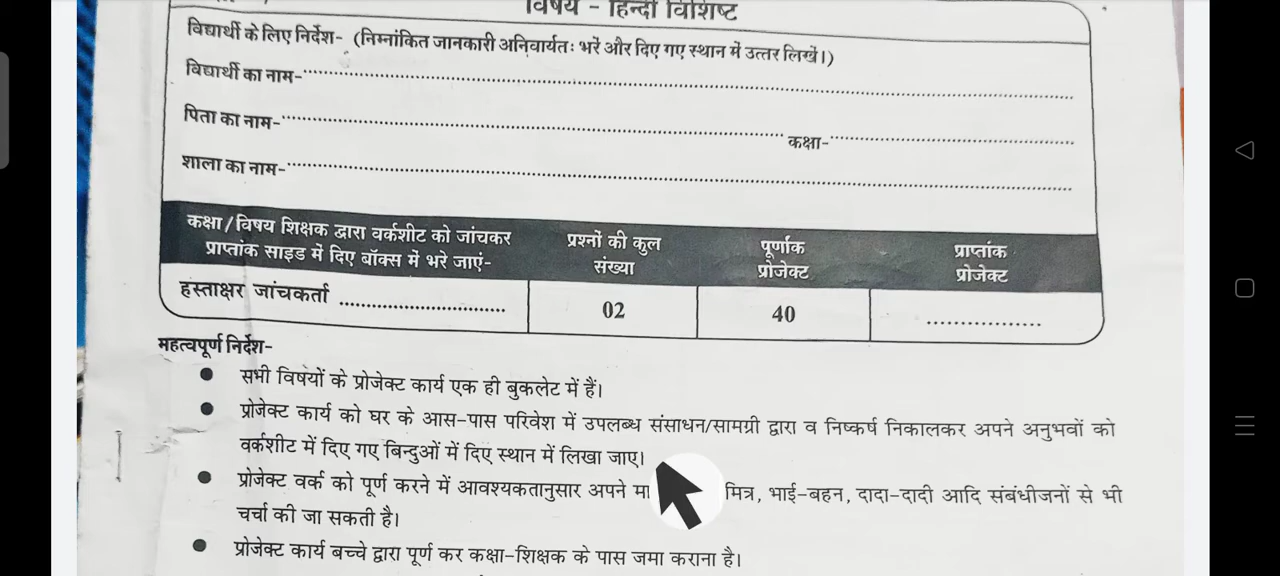 विषय - हिन्दी विशिष्ट
विद्यार्थी के लिए निर्देश- (निम्नांकित जानकारी अनिवार्यतः भरें और दिए गए स्थान में उत्तर लिखें।)
विद्यार्थी का नाम-
पिता का नाम- कक्षा-
शाला का नाम-
कक्षा/विषय शिक्षक द्वारा वर्कशीट को जांचकर
प्राप्तांक साइड में दिए बॉक्स में भरे जाएं-
प्रश्नों की कुल
संख्या
पूर्णांक
प्रोजेक्ट
प्राप्तांक
प्रोजेक्ट
हस्ताक्षर जांचकर्ता ................................
02
40
..................
महत्वपूर्ण निर्देश-
सभी विषयों के प्रोजेक्ट कार्य एक ही बुकलेट में हैं।
प्रोजेक्ट कार्य को घर के आस-पास परिवेश में उपलब्ध संसाधन/सामग्री द्वारा व निष्कर्ष निकालकर अपने अनुभवों को
वर्कशीट में दिए गए बिन्दुओं में दिए स्थान में लिखा जाए।
प्रोजेक्ट वर्क को पूर्ण करने में आवश्यकतानुसार अपने मित्र, भाई-बहन, दादा-दादी आदि संबंधीजनों से भी
चर्चा की जा सकती है।
प्रोजेक्ट कार्य बच्चे द्वारा पूर्ण कर कक्षा-शिक्षक के पास जमा कराना है।